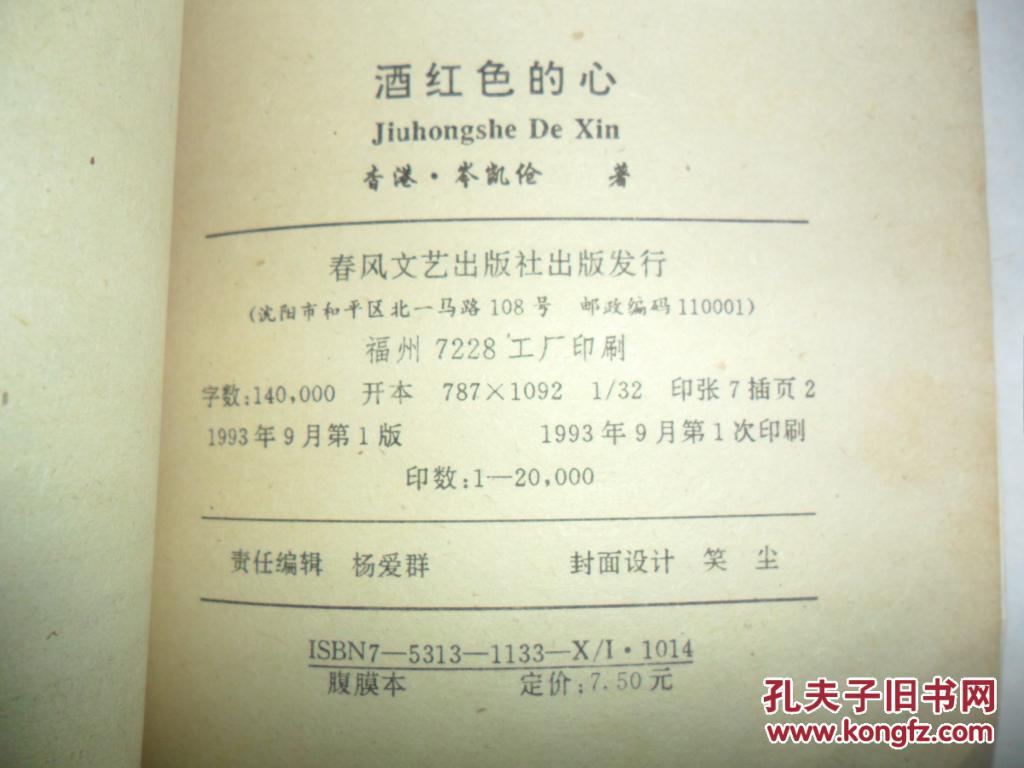 酒红色的心
Jiuhongshe De Xin
香港·岑凯伦 著
春风文艺出版社出版发行
(沈阳市和平区北一马路108号 邮政编码110001)
福州7228工厂印刷
字数:140,000 开本 787×1092 1/32 印张7插页2
1993年9月第1版 1993年9月第1次印刷
印数:1—20,000
责任编辑 杨爱群 封面设计 笑 尘
ISBN7—5313—1133—X/I·1014
腹膜本 定价:7.50元
孔夫子旧书网
www.kongfz.com